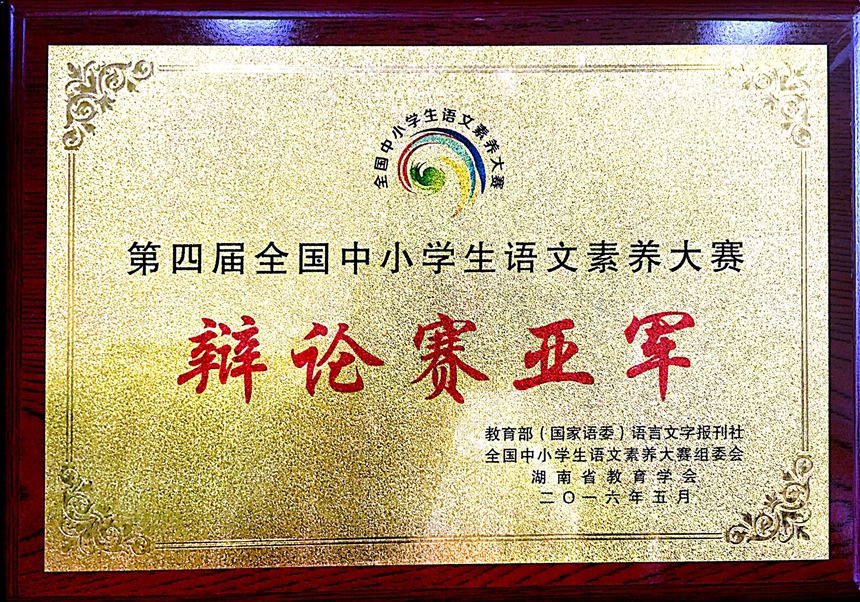 全国中小学生语文素养大赛
第四届全国中小学生语文素养大赛
辩论赛亚军
教育部（国家语委）语言文字报刊社
全国中小学生语文素养大赛组委会
湖南省教育学会
二〇一六年五月